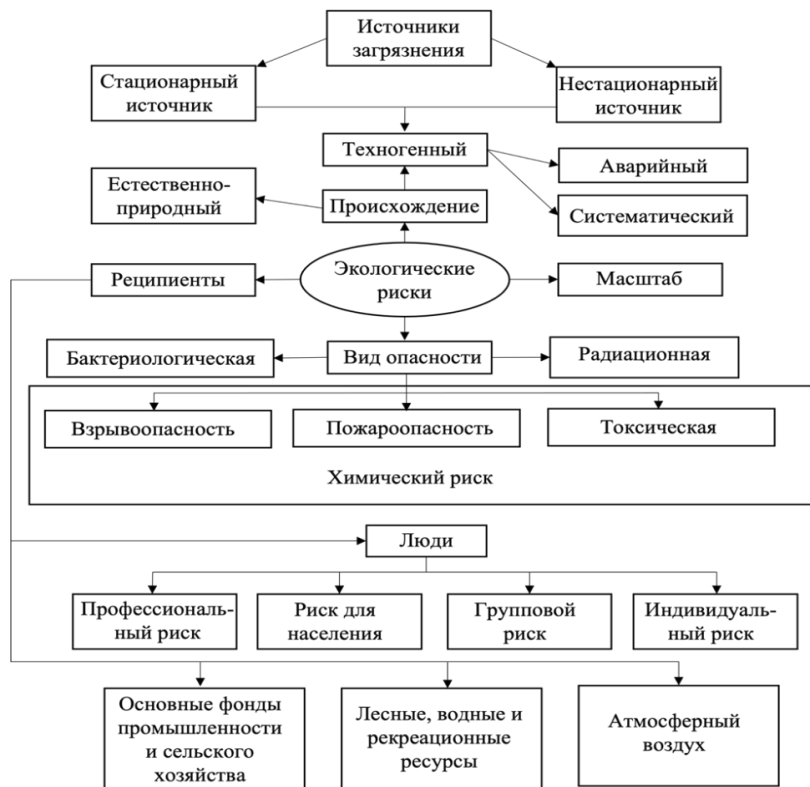 Источники
загрязнения
Стационарный
источник
Нестационарный
источник
Техногенный
Аварийный
Естественно-
природный
Происхождение
Систематический
Реципиенты
Экологические
риски
Масштаб
Бактериологическая
Вид опасности
Радиационная
Взрывоопасность
Пожароопасность
Токсическая
Химический риск
Люди
Профессиональ-
ный риск
Риск для
населения
Групповой
риск
Индивидуаль-
ный риск
Основные фонды
промышленности
и сельского
хозяйства
Лесные, водные и
рекреационные
ресурсы
Атмосферный
воздух